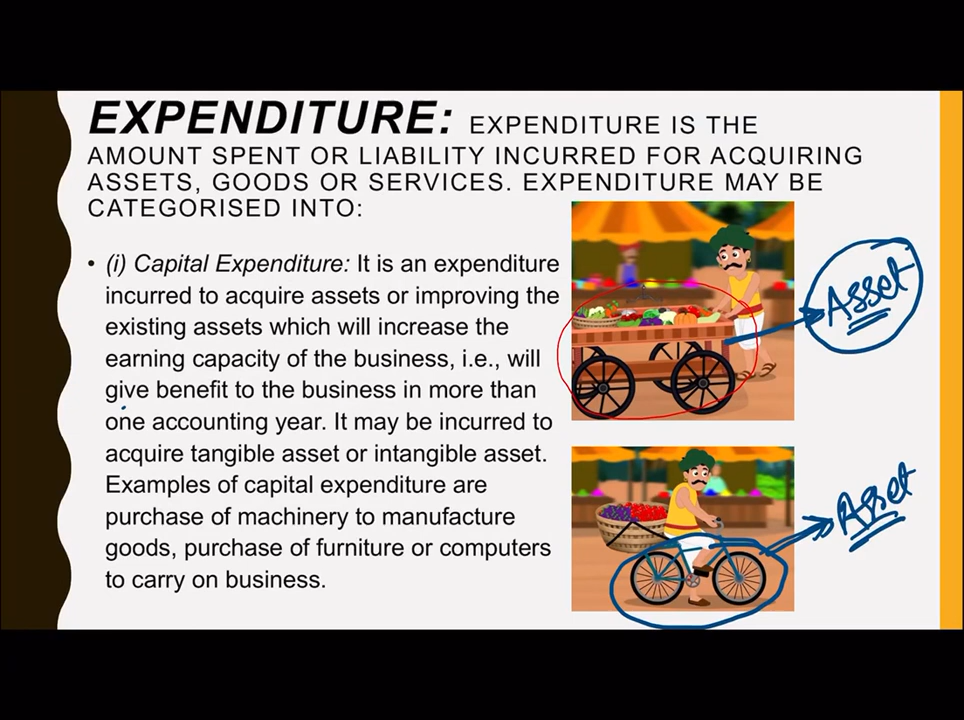 EXPENDITURE: EXPENDITURE IS THE
AMOUNT SPENT OR LIABILITY INCURRED FOR ACQUIRING
ASSETS, GOODS OR SERVICES. EXPENDITURE MAY BE
CATEGORISED INTO:
• (i) Capital Expenditure: It is an expenditure
incurred to acquire assets or improving the
existing assets which will increase the
earning capacity of the business, i.e., will
give benefit to the business in more than
one accounting year. It may be incurred to
acquire tangible asset or intangible asset.
Examples of capital expenditure are
purchase of machinery to manufacture
goods, purchase of furniture or computers
to carry on business.
Asset
Asset